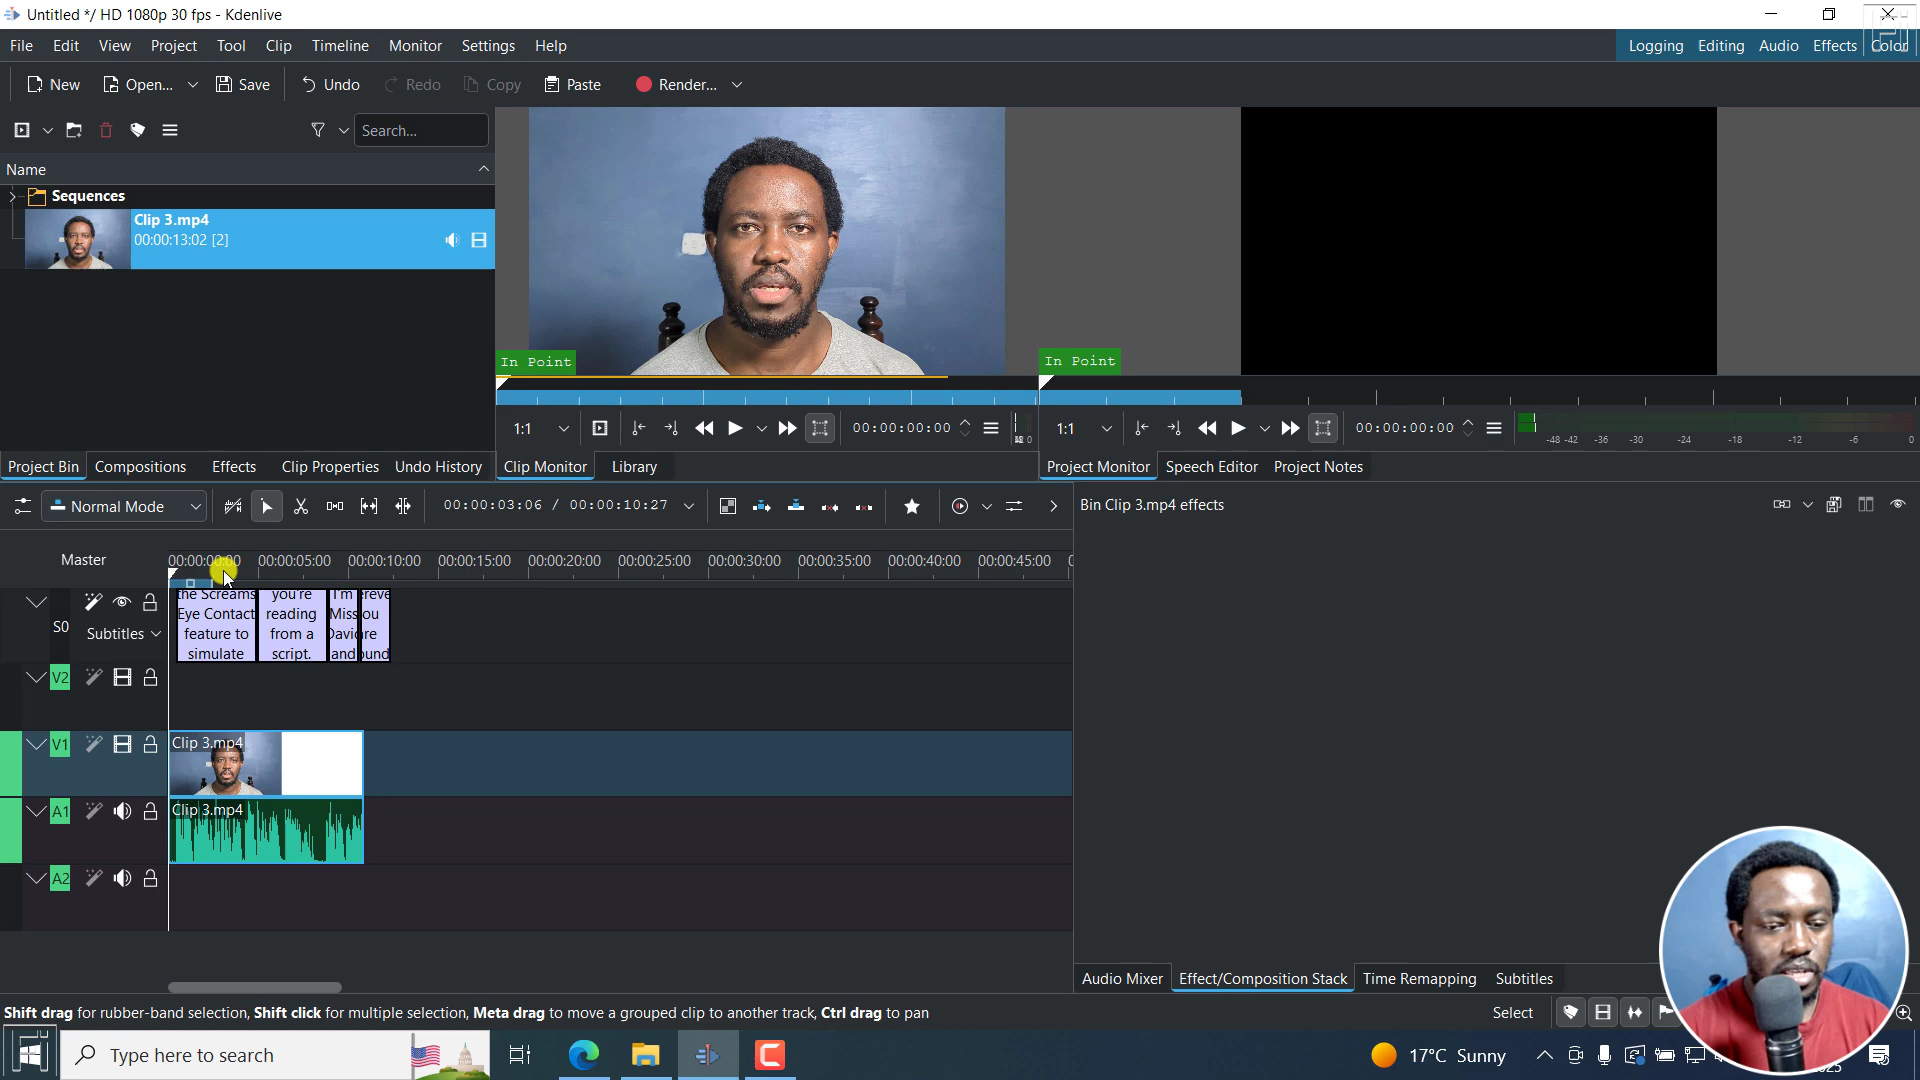 Untitled */ HD 1080p 30 fps - Kdenlive
File Edit View Project Tool Clip Timeline Monitor Settings Help
Logging Editing Audio Effects Color
New Open... Save Undo Redo Copy Paste Render...
Search...
Name
Sequences
Clip 3.mp4
00:00:13:02 [2]
In Point
In Point
1:1 00:00:00:00
1:1 00:00:00:00
-48 -42 -36 -30 -24 -18 -12 -6 0
Project Bin Compositions Effects Clip Properties Undo History
Clip Monitor Library
Project Monitor Speech Editor Project Notes
Normal Mode 00:00:03:06 / 00:00:10:27
Bin Clip 3.mp4 effects
Master
00:00:00:00 00:00:05:00 00:00:10:00 00:00:15:00 00:00:20:00 00:00:25:00 00:00:30:00 00:00:35:00 00:00:40:00 00:00:45:00
S0 Subtitles
the Screams
Eye Contact
feature to
simulate
you're
reading
from a
script.
I'm
Miss
and
V2
V1
Clip 3.mp4
A1
Clip 3.mp4
A2
Audio Mixer Effect/Composition Stack Time Remapping Subtitles
Shift drag for rubber-band selection, Shift click for multiple selection, Meta drag to move a grouped clip to another track, Ctrl drag to pan
Select
Type here to search
17°C Sunny